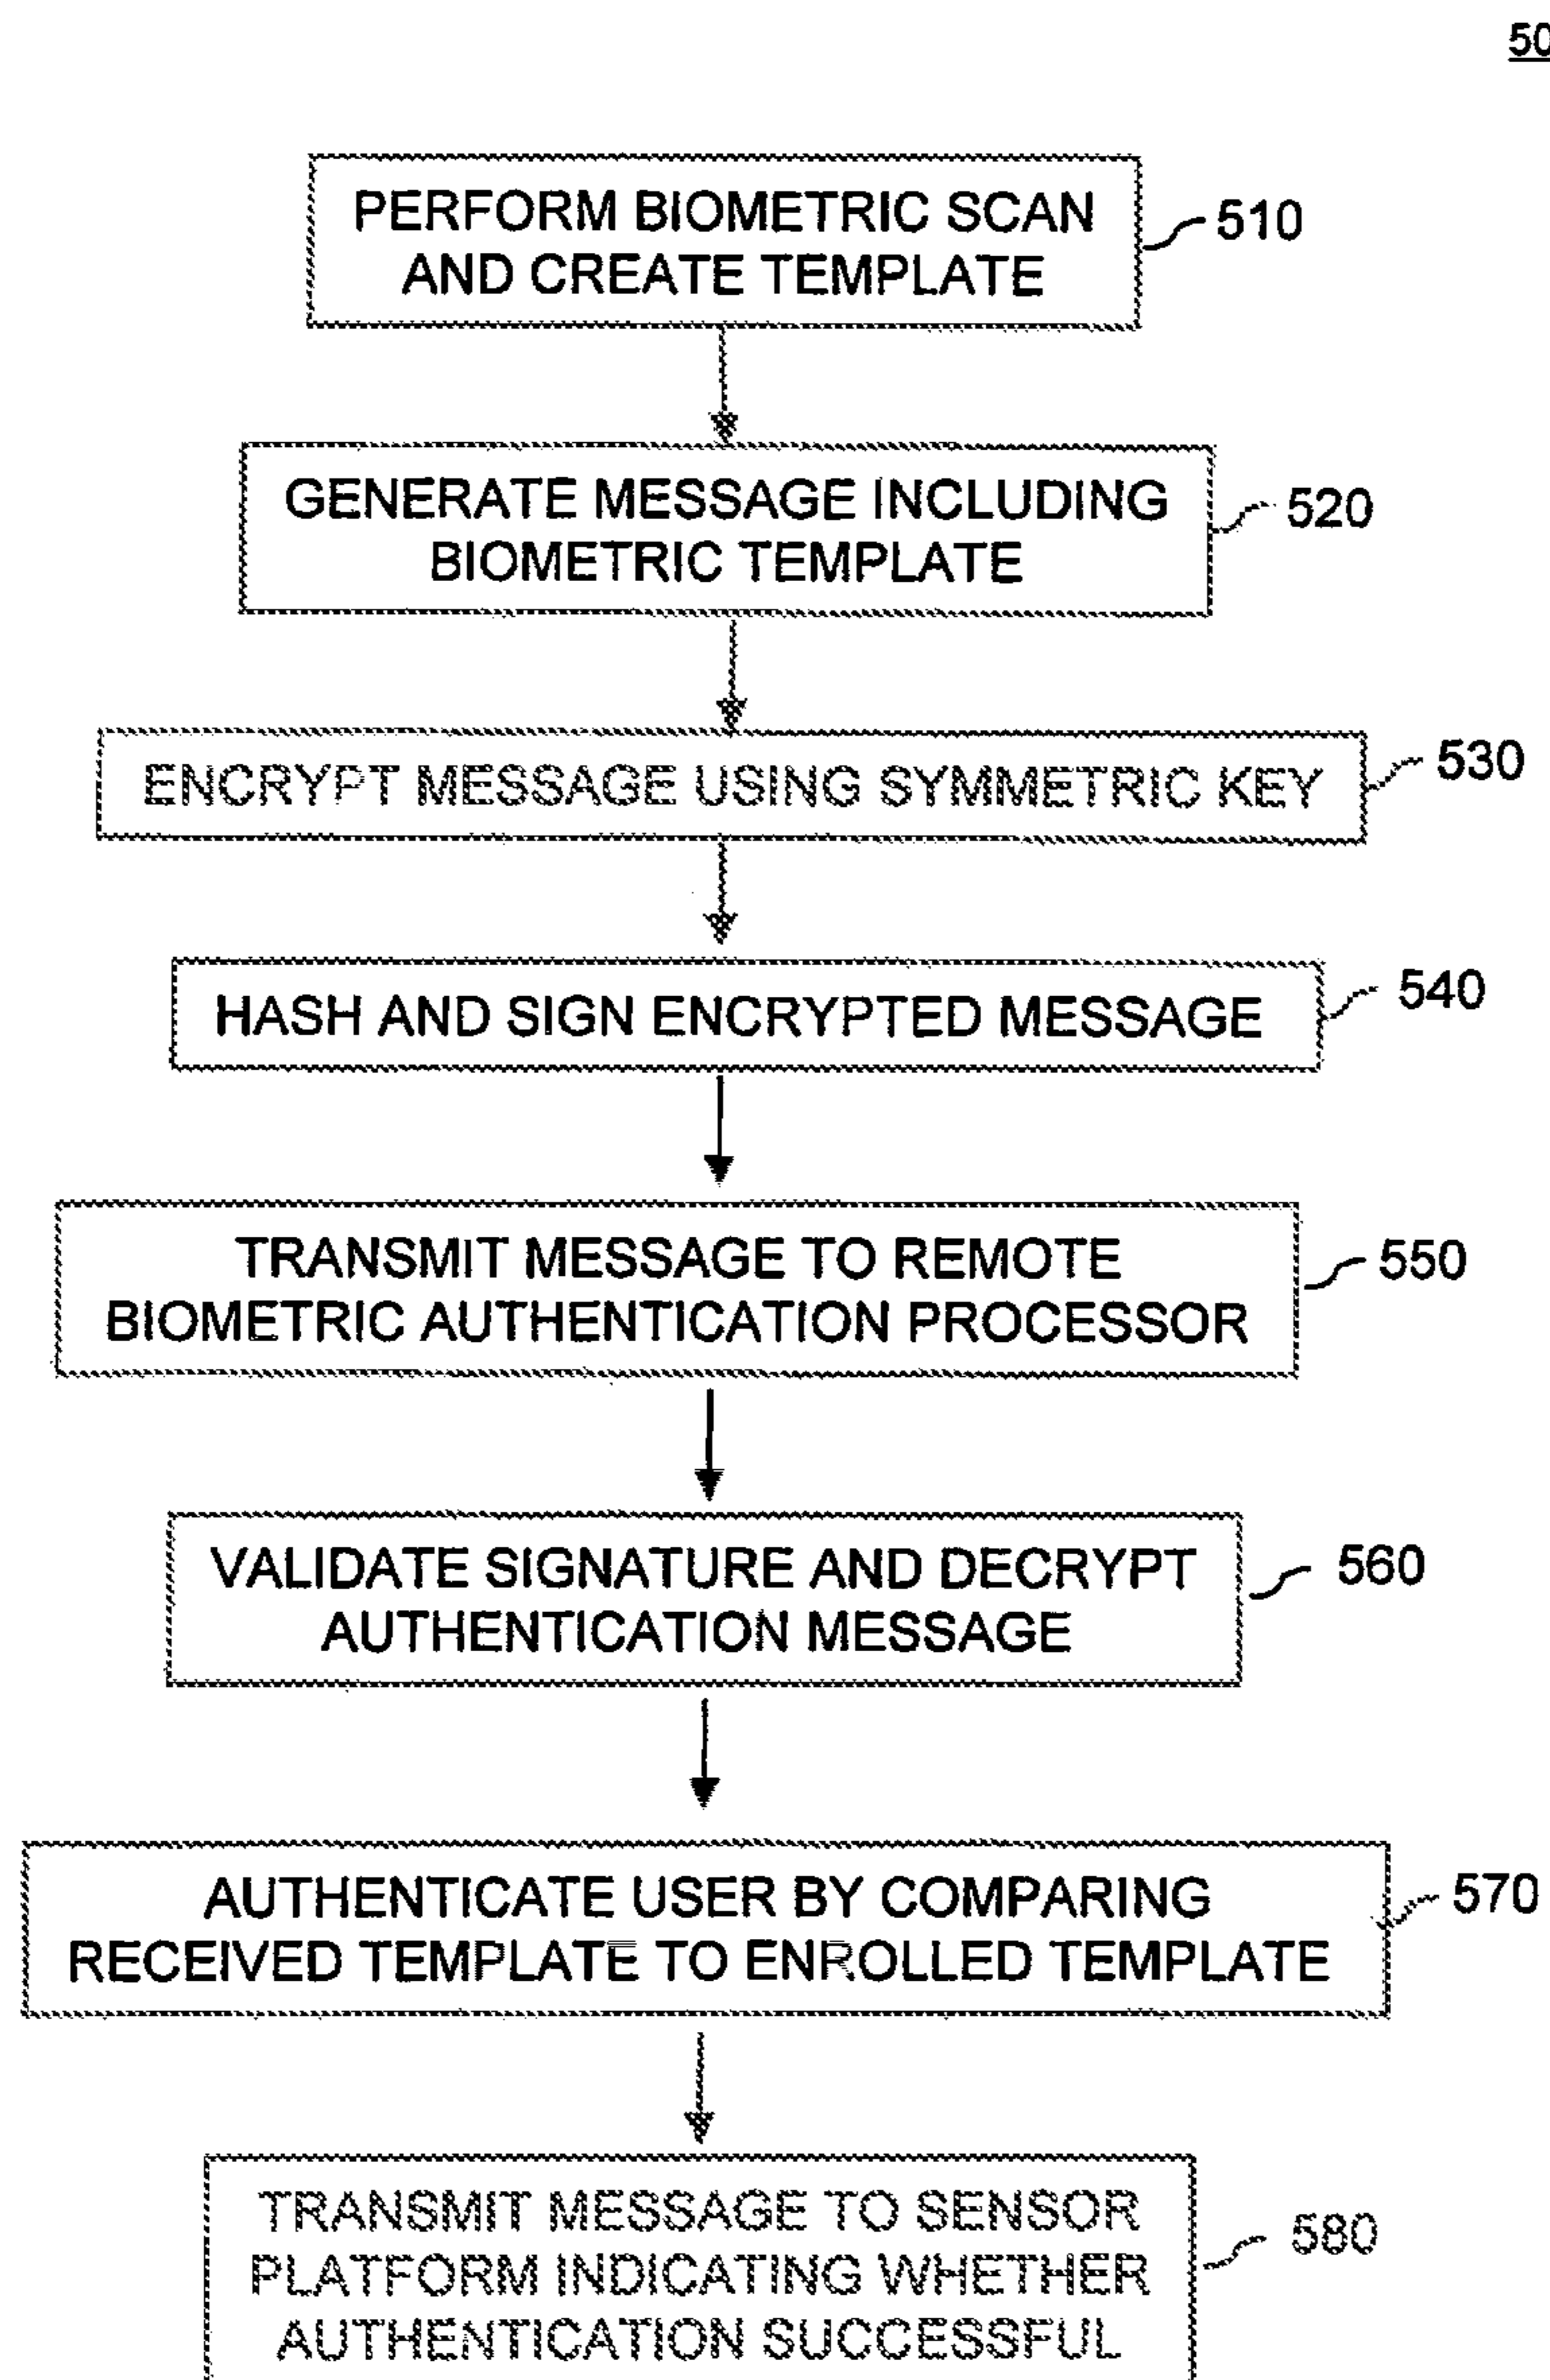 50
PERFORM BIOMETRIC SCAN
AND CREATE TEMPLATE
510
GENERATE MESSAGE INCLUDING
BIOMETRIC TEMPLATE
520
ENCRYPT MESSAGE USING SYMMETRIC KEY
530
HASH AND SIGN ENCRYPTED MESSAGE
540
TRANSMIT MESSAGE TO REMOTE
BIOMETRIC AUTHENTICATION PROCESSOR
550
VALIDATE SIGNATURE AND DECRYPT
AUTHENTICATION MESSAGE
560
AUTHENTICATE USER BY COMPARING
RECEIVED TEMPLATE TO ENROLLED TEMPLATE
570
TRANSMIT MESSAGE TO SENSOR
PLATFORM INDICATING WHETHER
AUTHENTICATION SUCCESSFUL
580